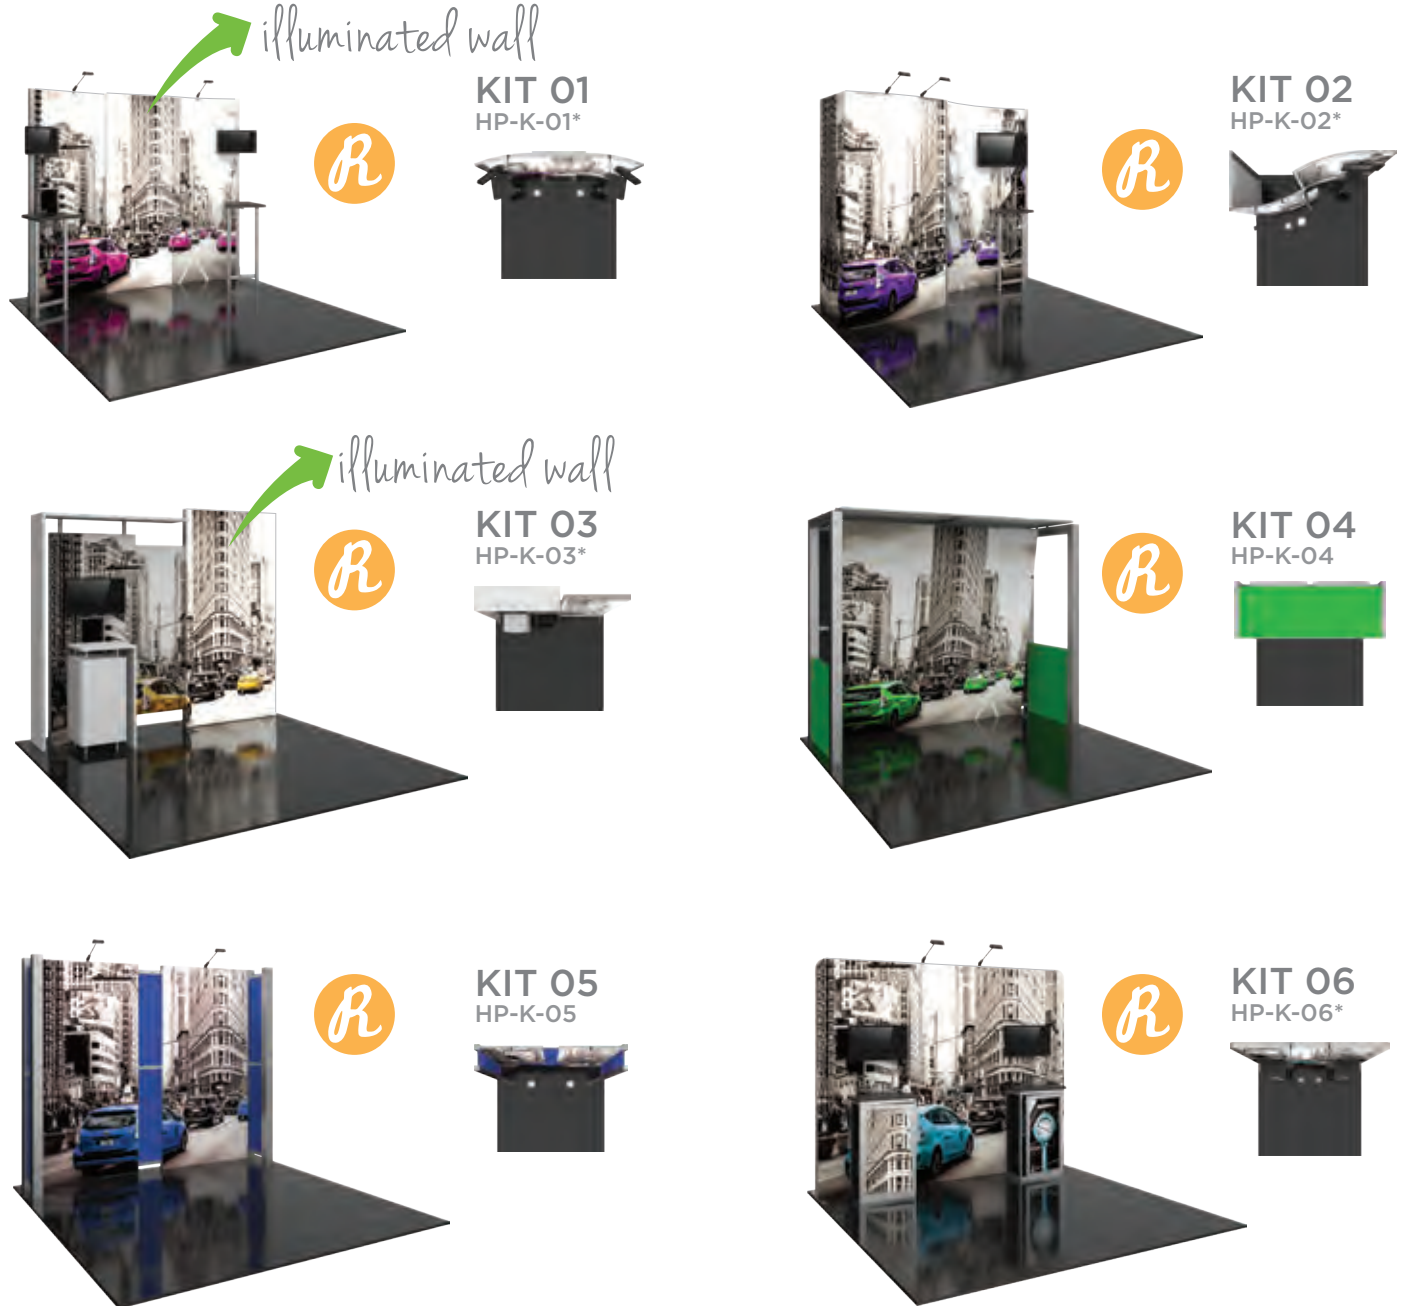 illuminated wall
KIT 01
HP-K-01*
R
KIT 02
HP-K-02*
R
illuminated wall
KIT 03
HP-K-03*
R
KIT 04
HP-K-04
R
KIT 05
HP-K-05
R
KIT 06
HP-K-06*
R